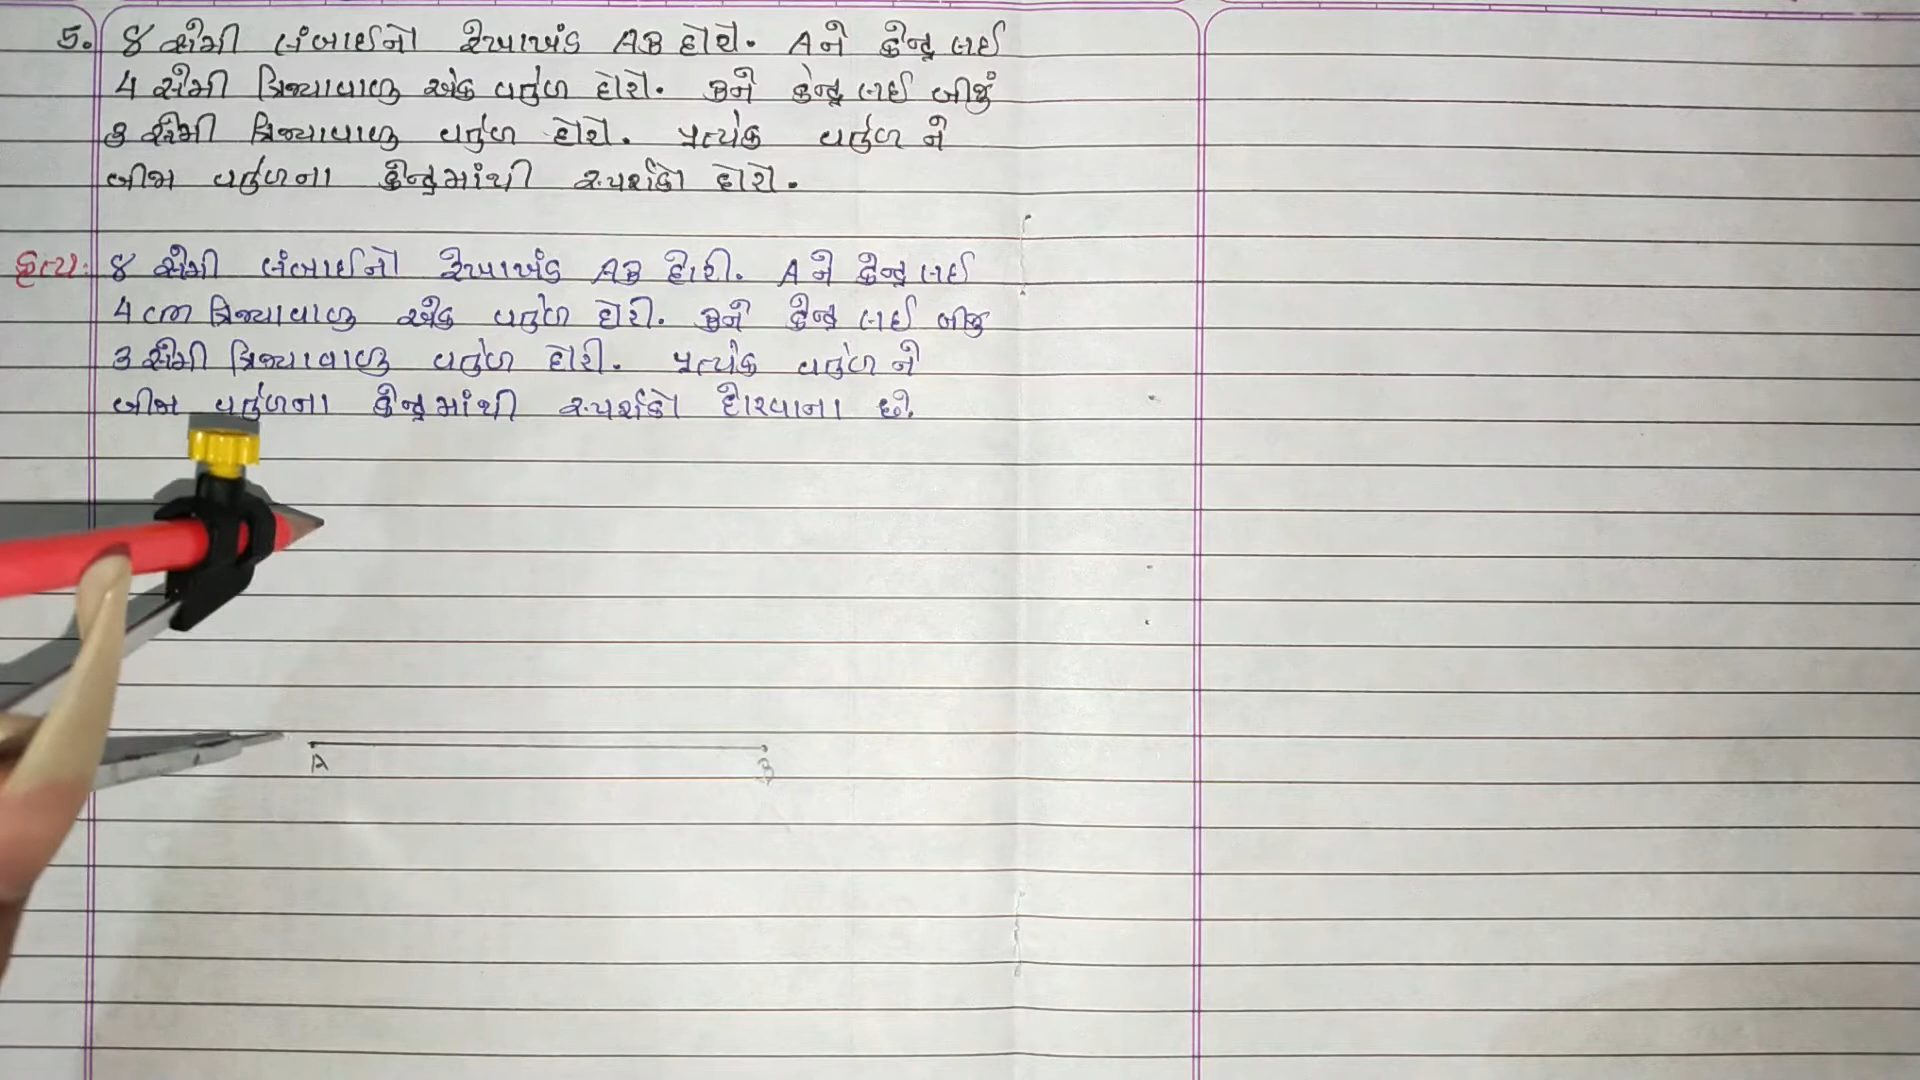 5. 8 સેમી લંબાઈનો રેખાખંડ AB દોરો. A ને કેન્દ્ર લઈ
4 સેમી ત્રિજ્યાવાળુ એક વર્તુળ દોરો. B ને કેન્દ્ર લઈ બીજું
3 સેમી ત્રિજ્યાવાળુ વર્તુળ દોરો. પ્રત્યેક વર્તુળ ને
બીજા વર્તુળના કેન્દ્રમાંથી સ્પર્શકો દોરો.
કૃત્ય: 8 સેમી લંબાઈનો રેખાખંડ AB દોરી. A ને કેન્દ્ર લઈ
4 cm ત્રિજ્યાવાળુ એક વર્તુળ દોરી. B ને કેન્દ્ર લઈ બીજુ
3 સેમી ત્રિજ્યાવાળુ વર્તુળ દોરી. પ્રત્યેક વર્તુળ ને
બીજા વર્તુળના કેન્દ્રમાંથી સ્પર્શકો દોરવાના છે.
A B